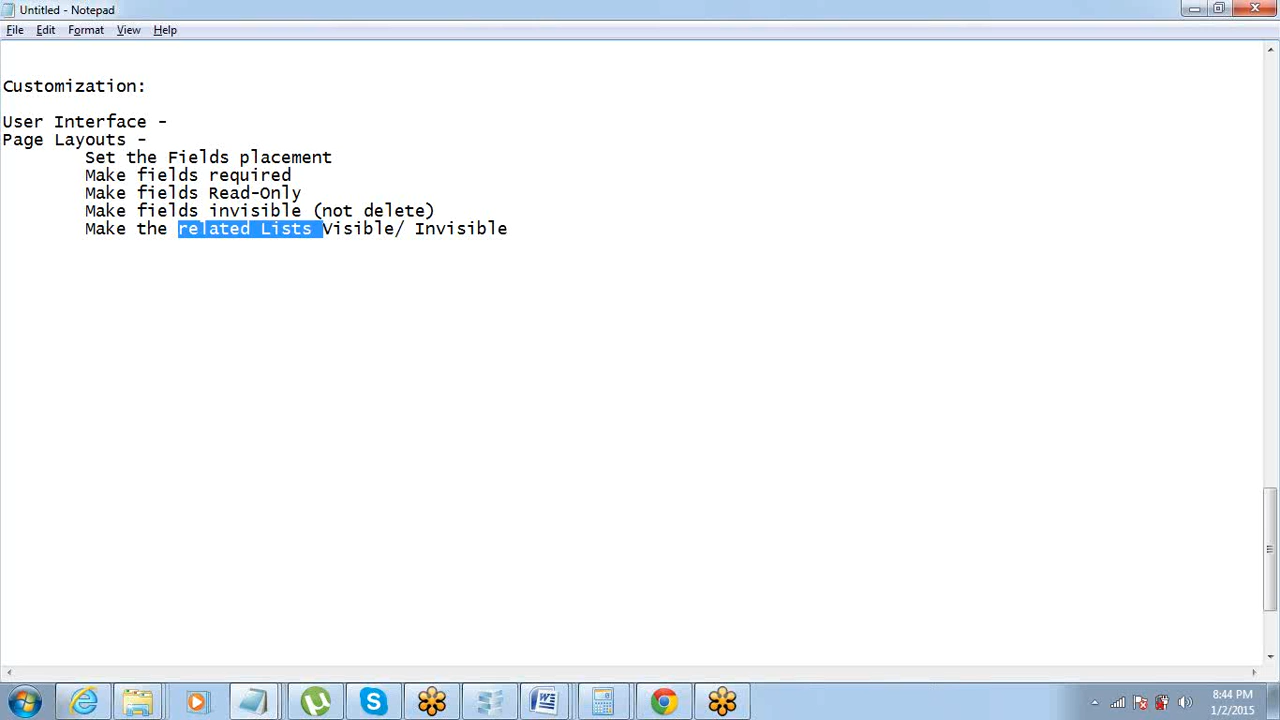 Untitled - Notepad
File Edit Format View Help
Customization:
User Interface -
Page Layouts -
Set the Fields placement
Make fields required
Make fields Read-Only
Make fields invisible (not delete)
Make the related Lists Visible/ Invisible
8:44 PM
1/2/2015